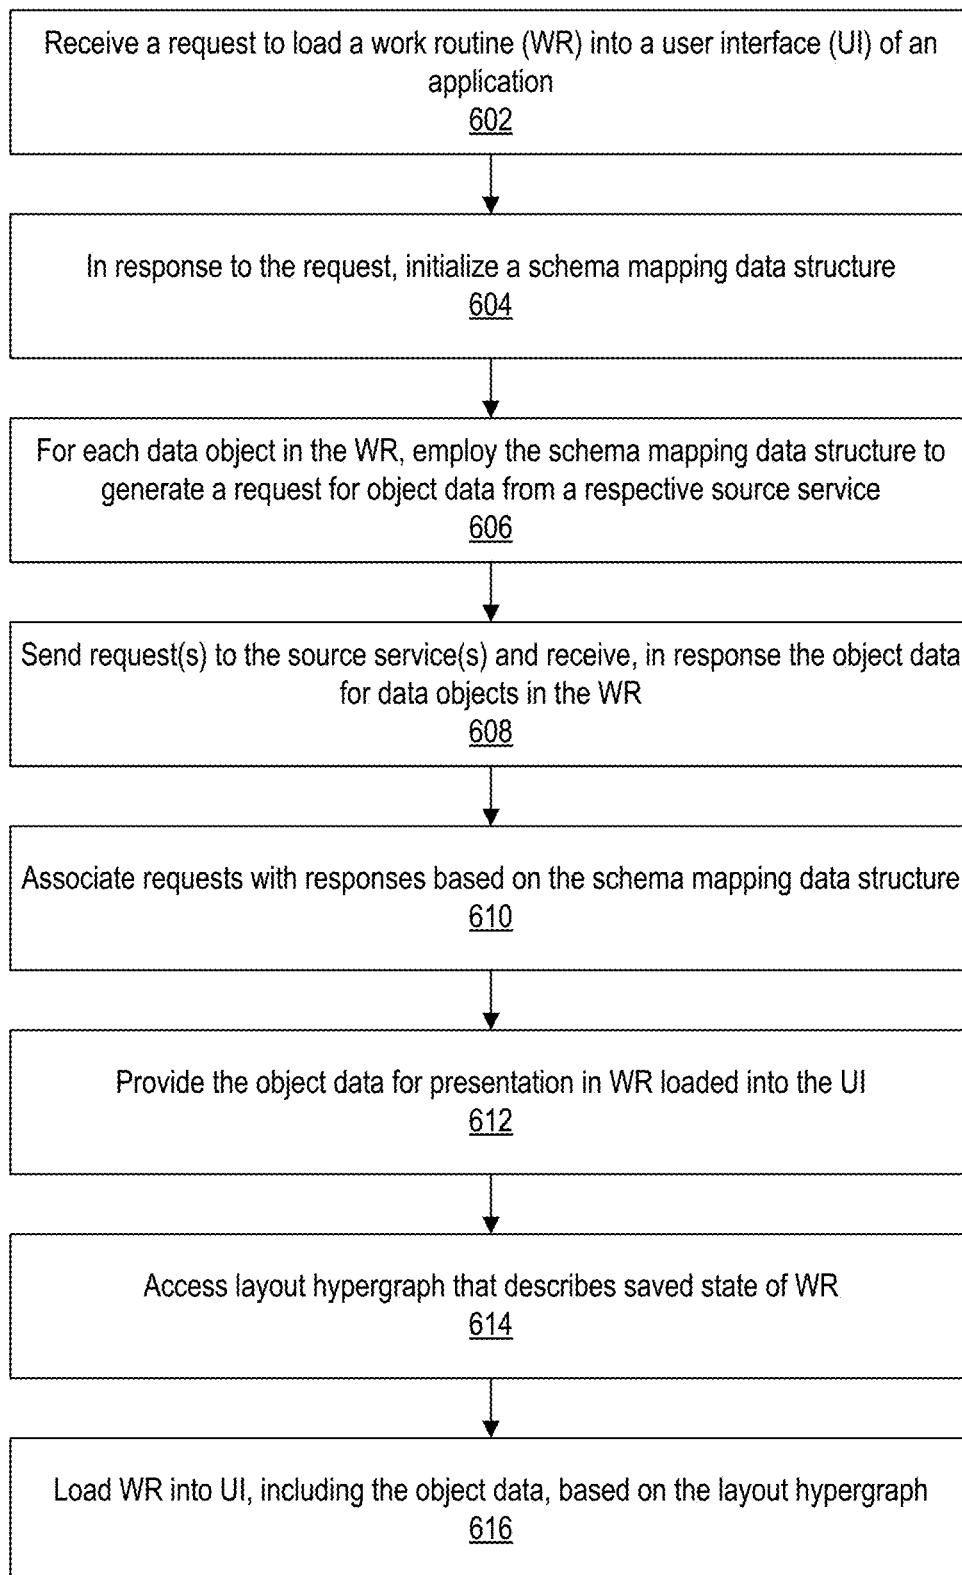 Receive a request to load a work routine (WR) into a user interface (UI) of an
application
602
In response to the request, initialize a schema mapping data structure
604
For each data object in the WR, employ the schema mapping data structure to
generate a request for object data from a respective source service
606
Send request(s) to the source service(s) and receive, in response the object data
for data objects in the WR
608
Associate requests with responses based on the schema mapping data structure
610
Provide the object data for presentation in WR loaded into the UI
612
Access layout hypergraph that describes saved state of WR
614
Load WR into UI, including the object data, based on the layout hypergraph
616